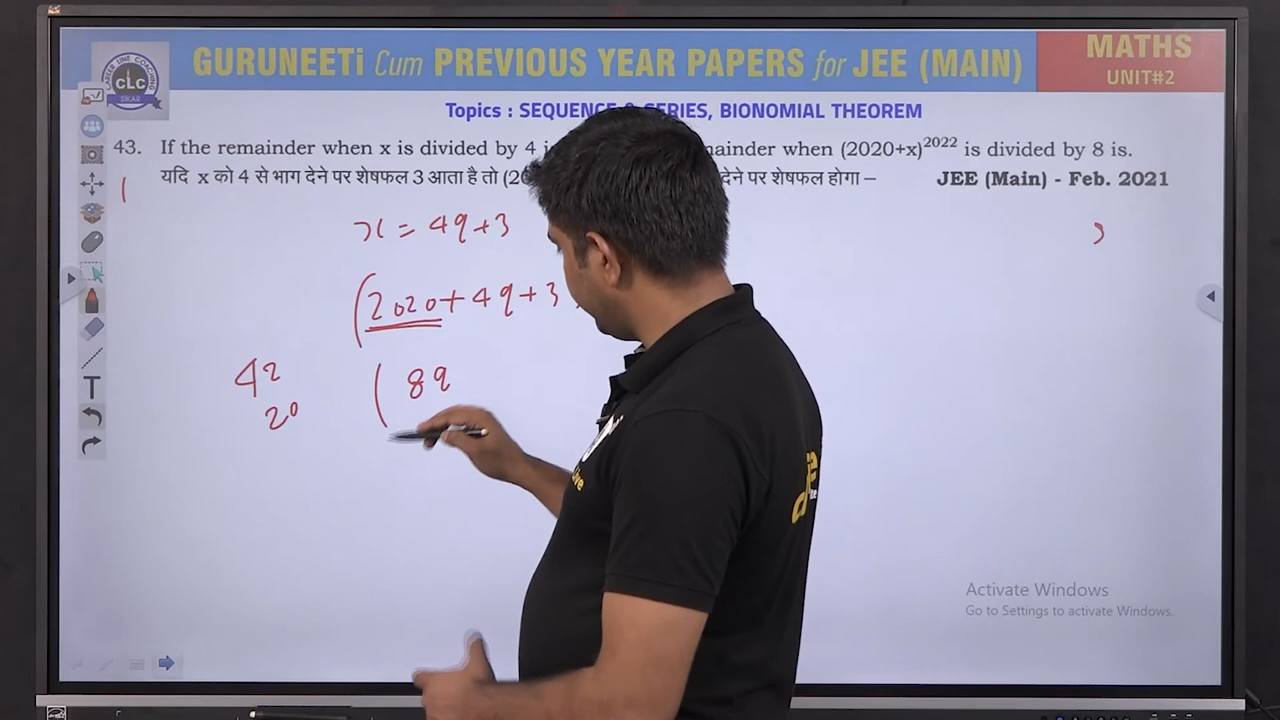 GURUNEETi Cum PREVIOUS YEAR PAPERS for JEE (MAIN)
MATHS
UNIT#2
CLC
SIKAR
Topics : SEQUENCE & SERIES, BIONOMIAL THEOREM
43. If the remainder when x is divided by 4 mainder when (2020+x)^2022 is divided by 8 is.
यदि x को 4 से भाग देने पर शेषफल 3 आता है तो (20 देने पर शेषफल होगा –
JEE (Main) - Feb. 2021
x = 4q+3
(2020+4q+3
42
20
(8q
T
Activate Windows
Go to Settings to activate Windows.